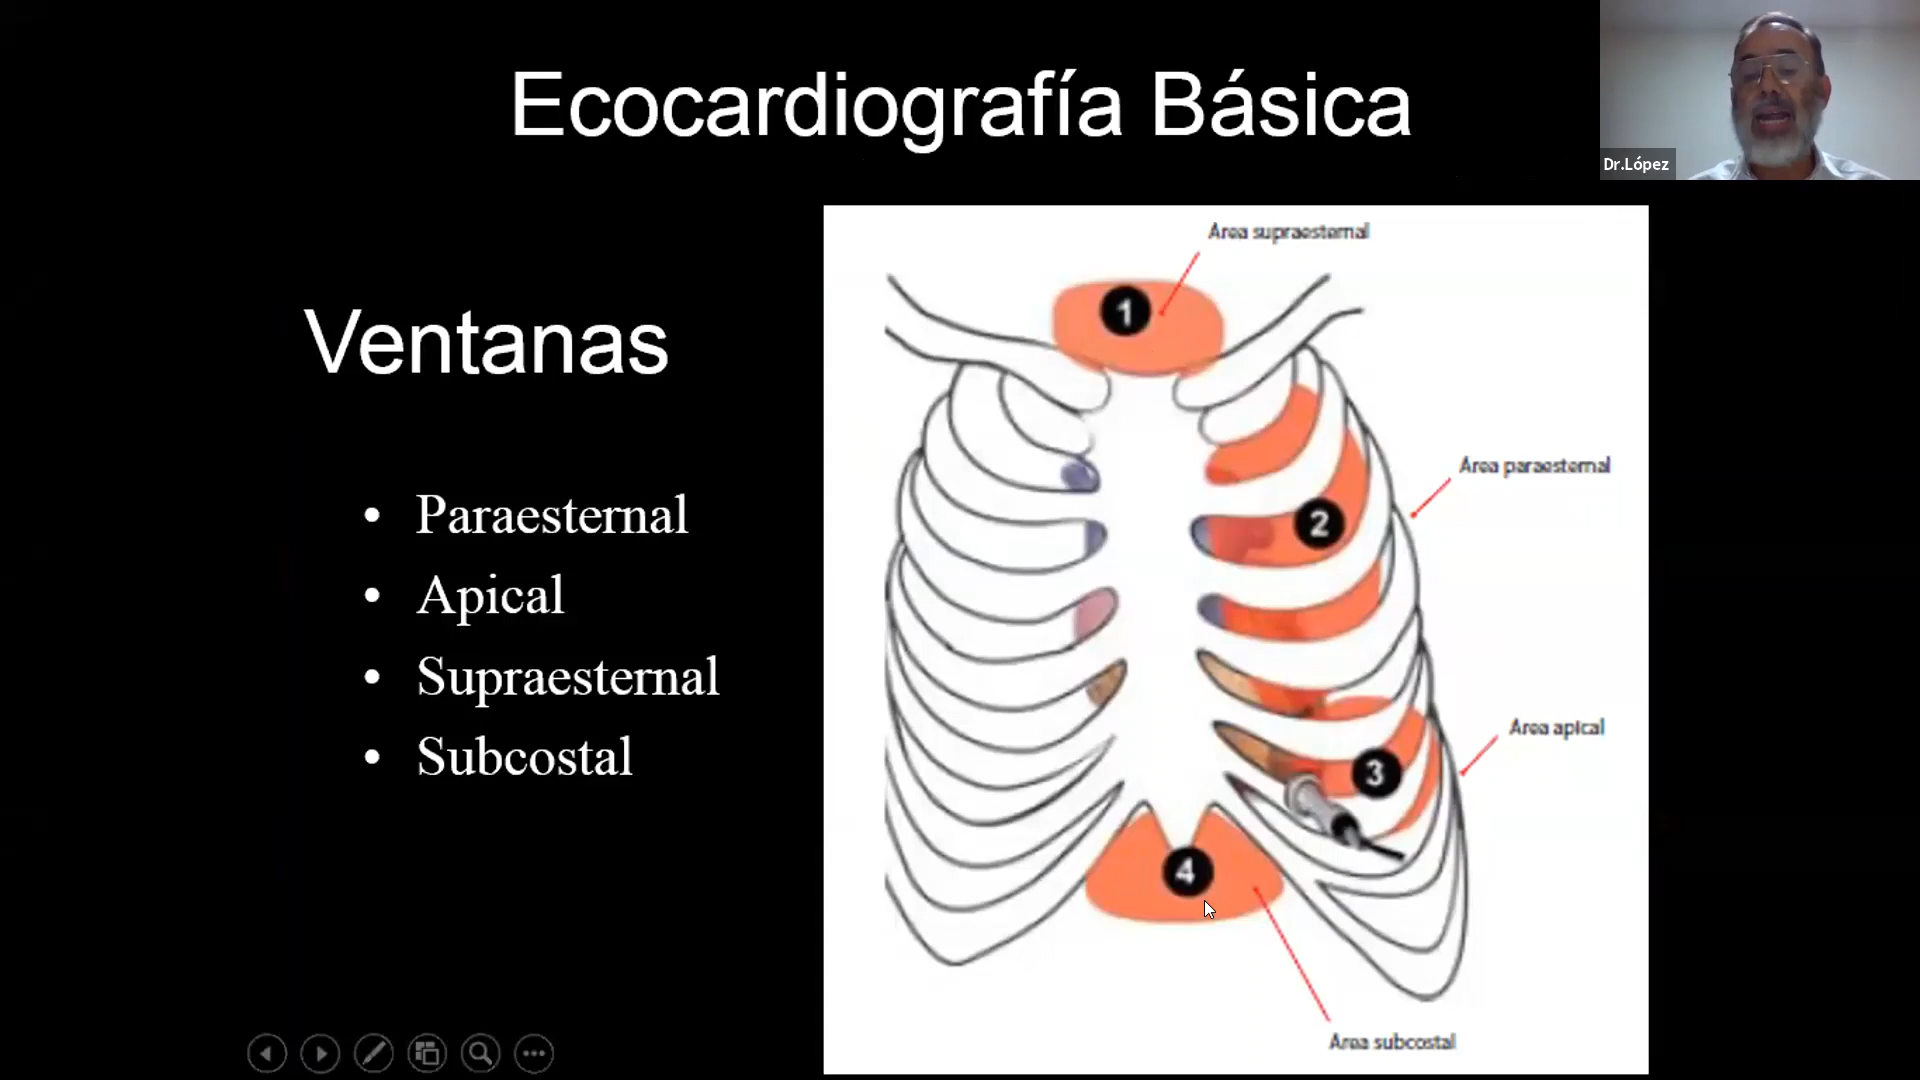 Ecocardiografía Básica
Dr.López
Ventanas
• Paraesternal
• Apical
• Supraesternal
• Subcostal
Area supraesternal
1
Area paraesternal
2
Area apical
3
4
Area subcostal